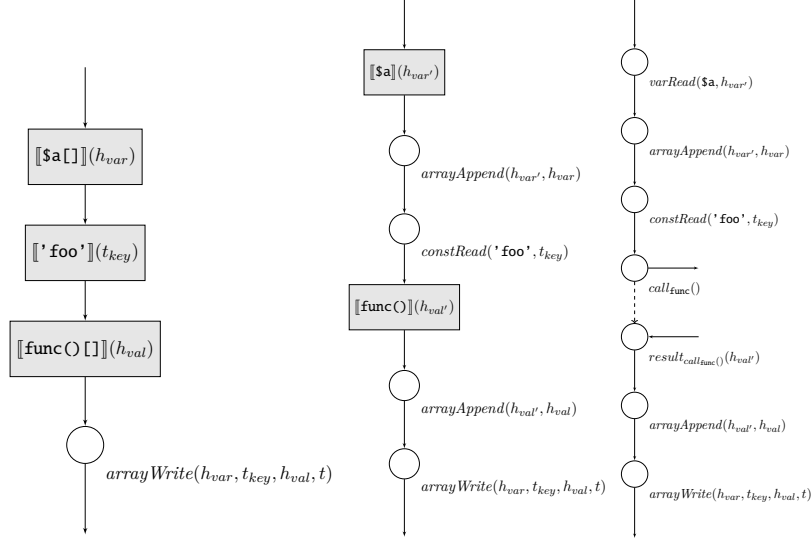 ⟦$a[]⟧(h_var)
⟦'foo'⟧(t_key)
⟦func()[]⟧(h_val)
arrayWrite(h_var, t_key, h_val, t)
⟦$a⟧(h_var′)
arrayAppend(h_var′, h_var)
constRead('foo', t_key)
⟦func()⟧(h_val′)
arrayAppend(h_val′, h_val)
arrayWrite(h_var, t_key, h_val, t)
varRead($a, h_var′)
arrayAppend(h_var′, h_var)
constRead('foo', t_key)
call_func()
result_call_func()(h_val′)
arrayAppend(h_val′, h_val)
arrayWrite(h_var, t_key, h_val, t)